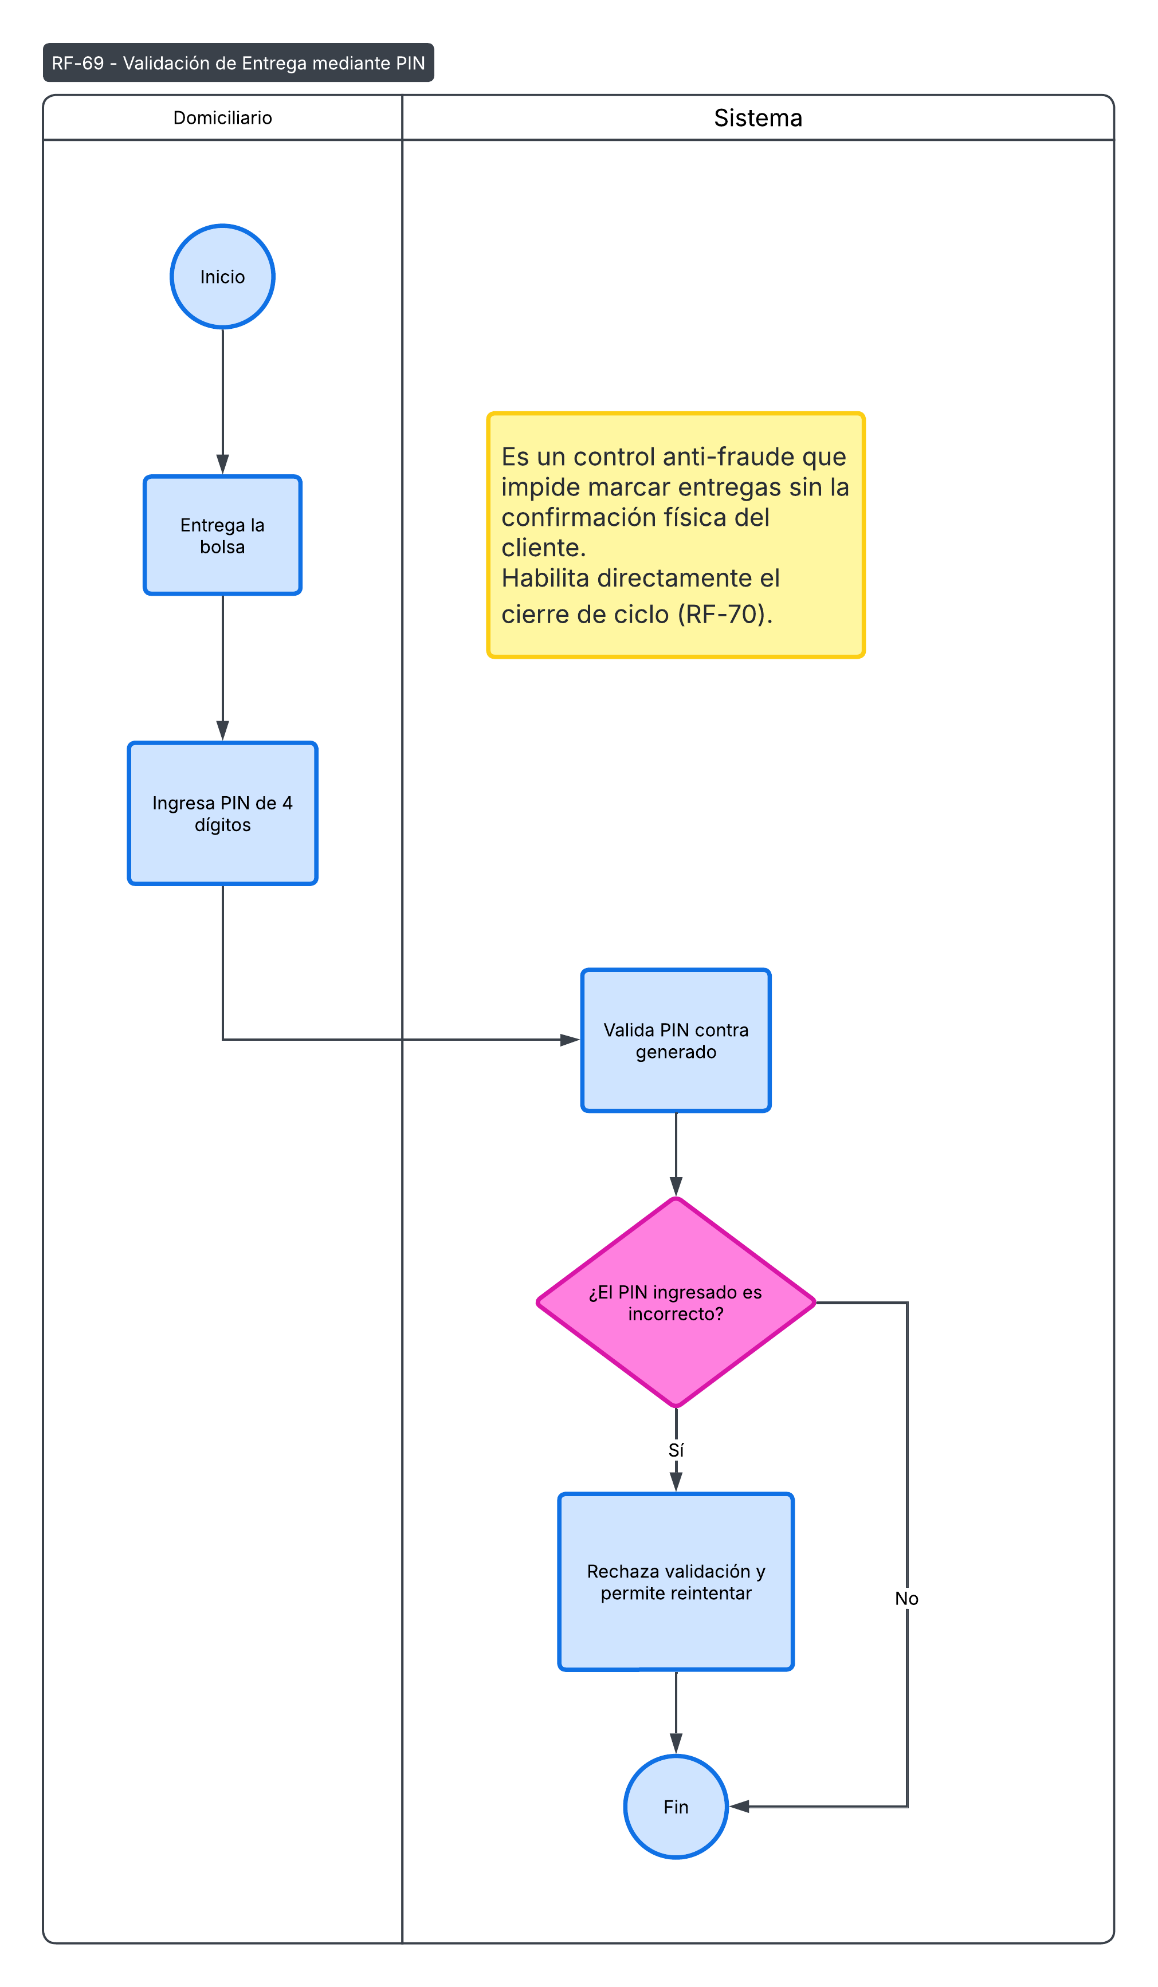 RF-69 - Validación de Entrega mediante PIN
Domiciliario
Sistema
Inicio
Es un control anti-fraude que
impide marcar entregas sin la
confirmación física del
cliente.
Habilita directamente el
cierre de ciclo (RF-70).
Entrega la
bolsa
Ingresa PIN de 4
dígitos
Valida PIN contra
generado
¿El PIN ingresado es
incorrecto?
Sí
Rechaza validación y
permite reintentar
No
Fin